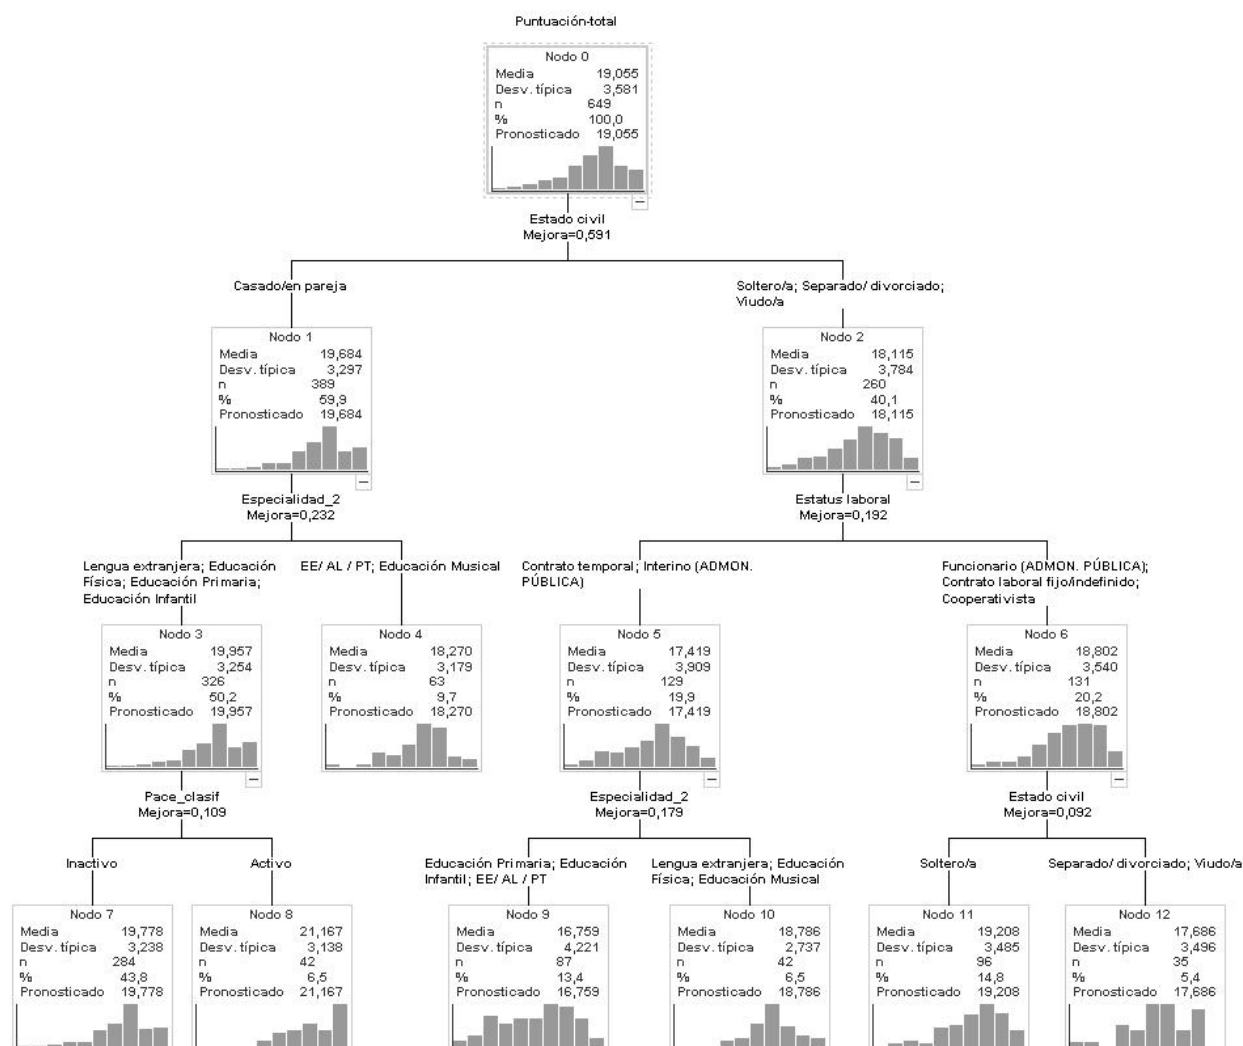 Puntuación-total
Nodo 0
Media 19,055
Desv. típica 3,581
n 649
% 100,0
Pronosticado 19,055
Estado civil
Mejora=0,591
Casado/en pareja
Soltero/a; Separado/ divorciado;
Viudo/a
Nodo 1
Media 19,684
Desv. típica 3,297
n 389
% 59,9
Pronosticado 19,684
Nodo 2
Media 18,115
Desv. típica 3,784
n 260
% 40,1
Pronosticado 18,115
Especialidad_2
Mejora=0,232
Estatus laboral
Mejora=0,192
Lengua extranjera; Educación
Física; Educación Primaria;
Educación Infantil
EE/ AL / PT; Educación Musical
Contrato temporal; Interino (ADMON.
PÚBLICA)
Funcionario (ADMON. PÚBLICA);
Contrato laboral fijo/indefinido;
Cooperativista
Nodo 3
Media 19,957
Desv. típica 3,254
n 326
% 50,2
Pronosticado 19,957
Nodo 4
Media 18,270
Desv. típica 3,179
n 63
% 9,7
Pronosticado 18,270
Nodo 5
Media 17,419
Desv. típica 3,909
n 129
% 19,9
Pronosticado 17,419
Nodo 6
Media 18,802
Desv. típica 3,540
n 131
% 20,2
Pronosticado 18,802
Pace_clasif
Mejora=0,109
Especialidad_2
Mejora=0,179
Estado civil
Mejora=0,092
Inactivo
Activo
Educación Primaria; Educación
Infantil; EE/ AL / PT
Lengua extranjera; Educación
Física; Educación Musical
Soltero/a
Separado/ divorciado; Viudo/a
Nodo 7
Media 19,778
Desv. típica 3,238
n 284
% 43,8
Pronosticado 19,778
Nodo 8
Media 21,167
Desv. típica 3,138
n 42
% 6,5
Pronosticado 21,167
Nodo 9
Media 16,759
Desv. típica 4,221
n 87
% 13,4
Pronosticado 16,759
Nodo 10
Media 18,786
Desv. típica 2,737
n 42
% 6,5
Pronosticado 18,786
Nodo 11
Media 19,208
Desv. típica 3,485
n 96
% 14,8
Pronosticado 19,208
Nodo 12
Media 17,686
Desv. típica 3,496
n 35
% 5,4
Pronosticado 17,686